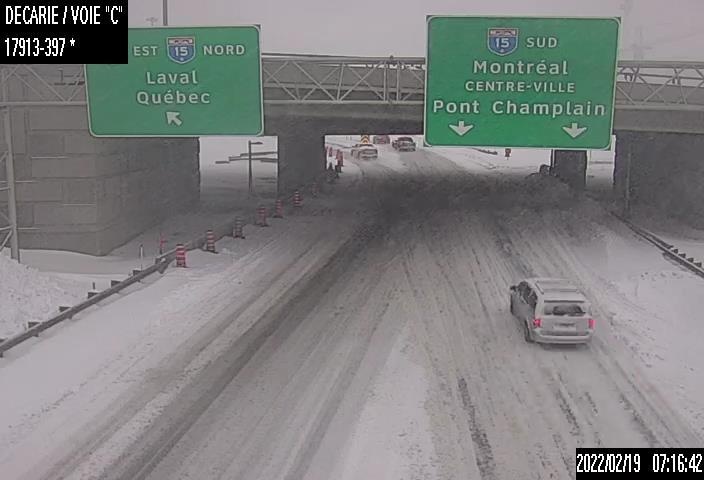 DECARIE / VOIE "C"
17913-397 *
EST 15 NORD
Laval
Québec
15 SUD
Montréal
CENTRE-VILLE
Pont Champlain
2022/02/19 07:16:42